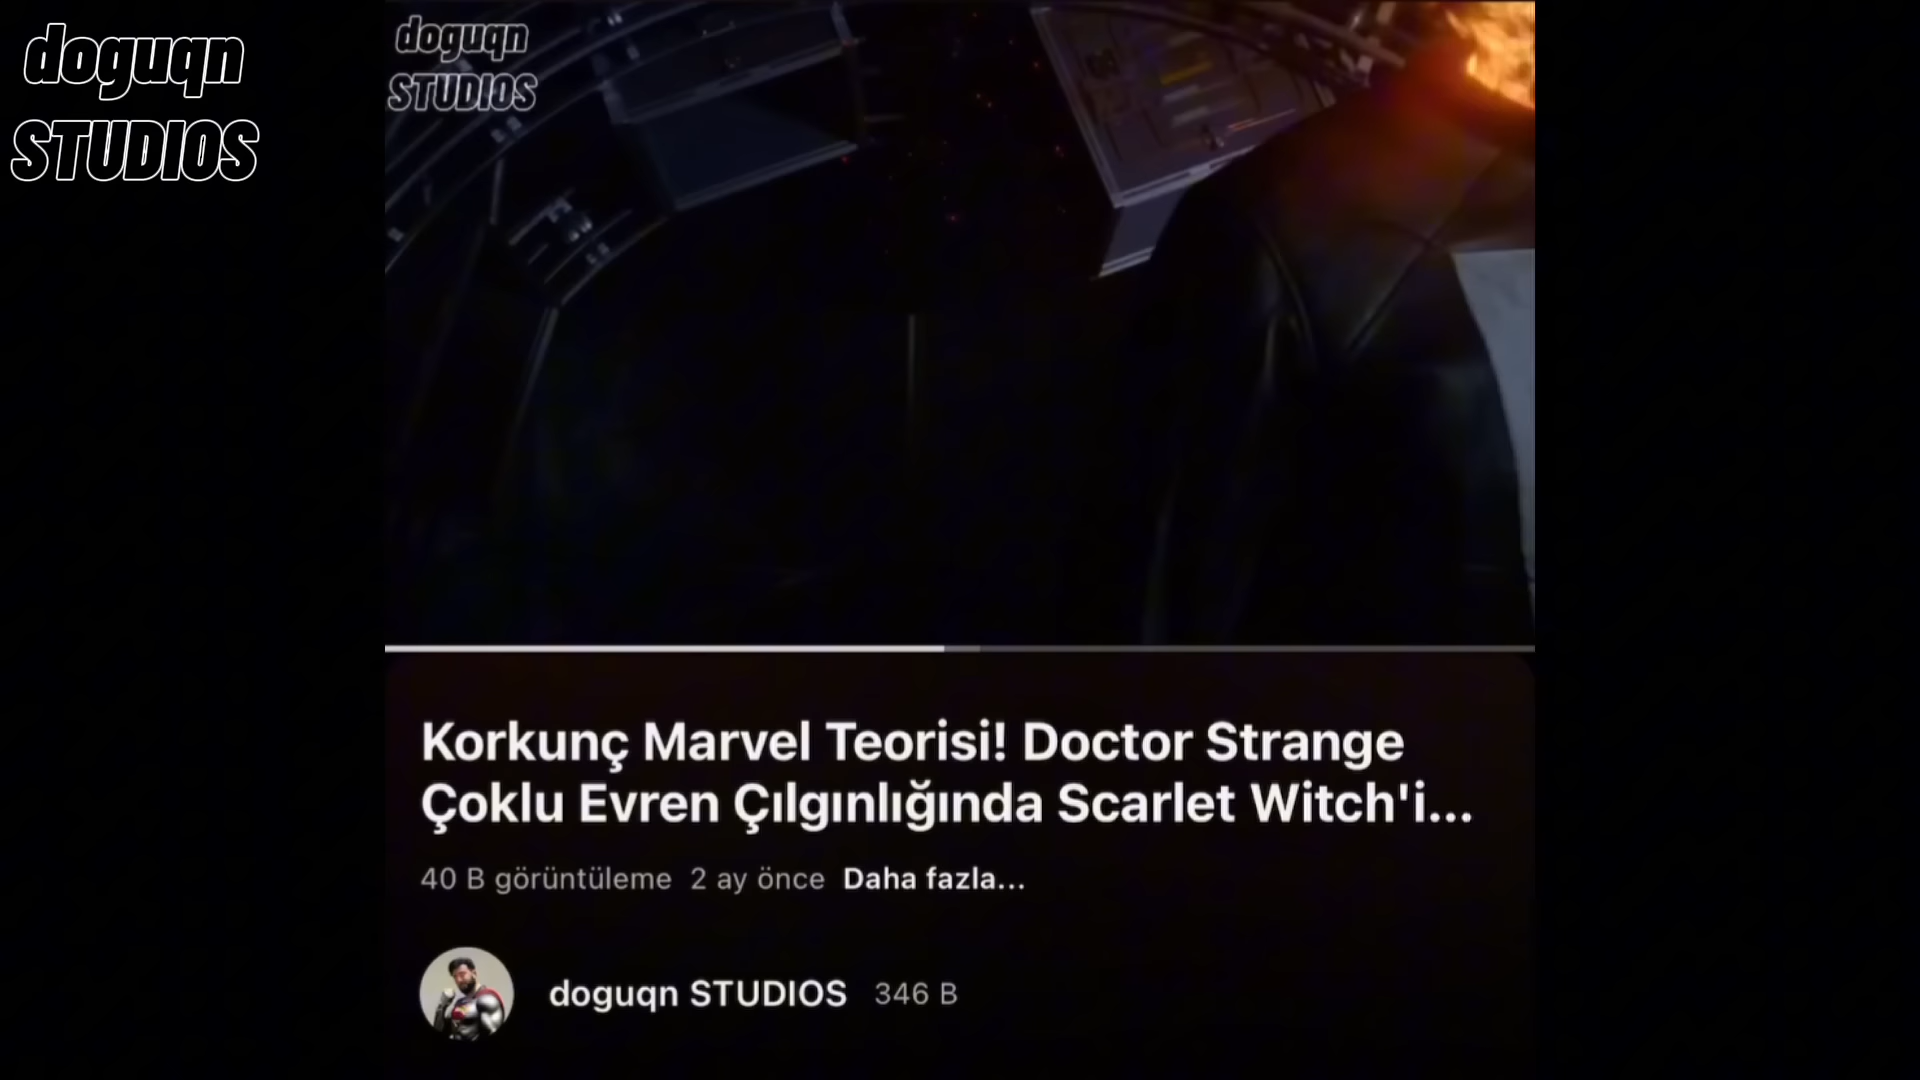 doguqn
STUDIOS
doguqn
STUDIOS
Korkunç Marvel Teorisi! Doctor Strange
Çoklu Evren Çılgınlığında Scarlet Witch'i...
40 B görüntüleme 2 ay önce Daha fazla...
doguqn STUDIOS 346 B